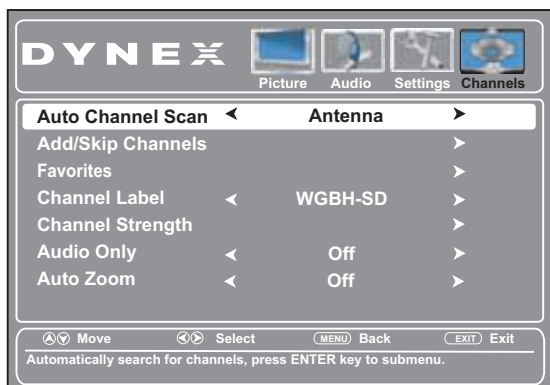 DYNEX
Picture Audio Settings Channels
Auto Channel Scan Antenna
Add/Skip Channels
Favorites
Channel Label WGBH-SD
Channel Strength
Audio Only Off
Auto Zoom Off
Move Select MENU Back EXIT Exit
Automatically search for channels, press ENTER key to submenu.